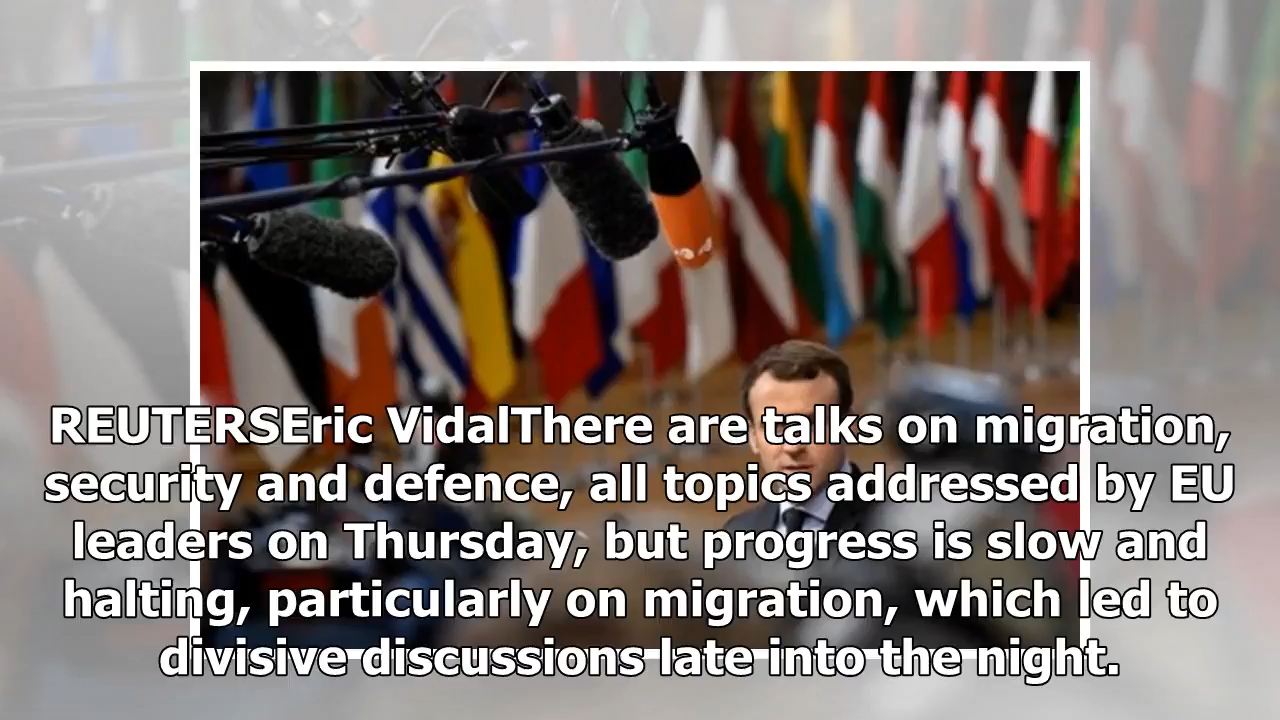 REUTERSEric VidalThere are talks on migration,
security and defence, all topics addressed by EU
leaders on Thursday, but progress is slow and
halting, particularly on migration, which led to
divisive discussions late into the night.